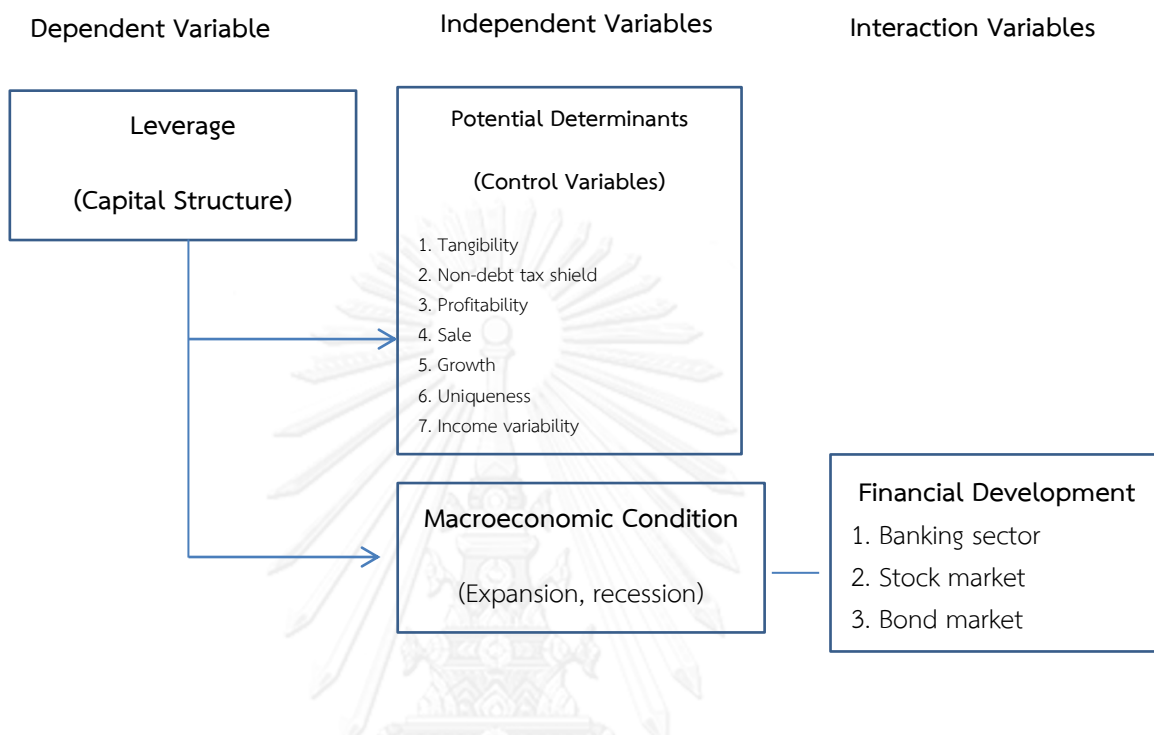 Dependent Variable
Independent Variables
Interaction Variables
Leverage
(Capital Structure)
Potential Determinants
(Control Variables)
1. Tangibility
2. Non-debt tax shield
3. Profitability
4. Sale
5. Growth
6. Uniqueness
7. Income variability
Macroeconomic Condition
(Expansion, recession)
Financial Development
1. Banking sector
2. Stock market
3. Bond market